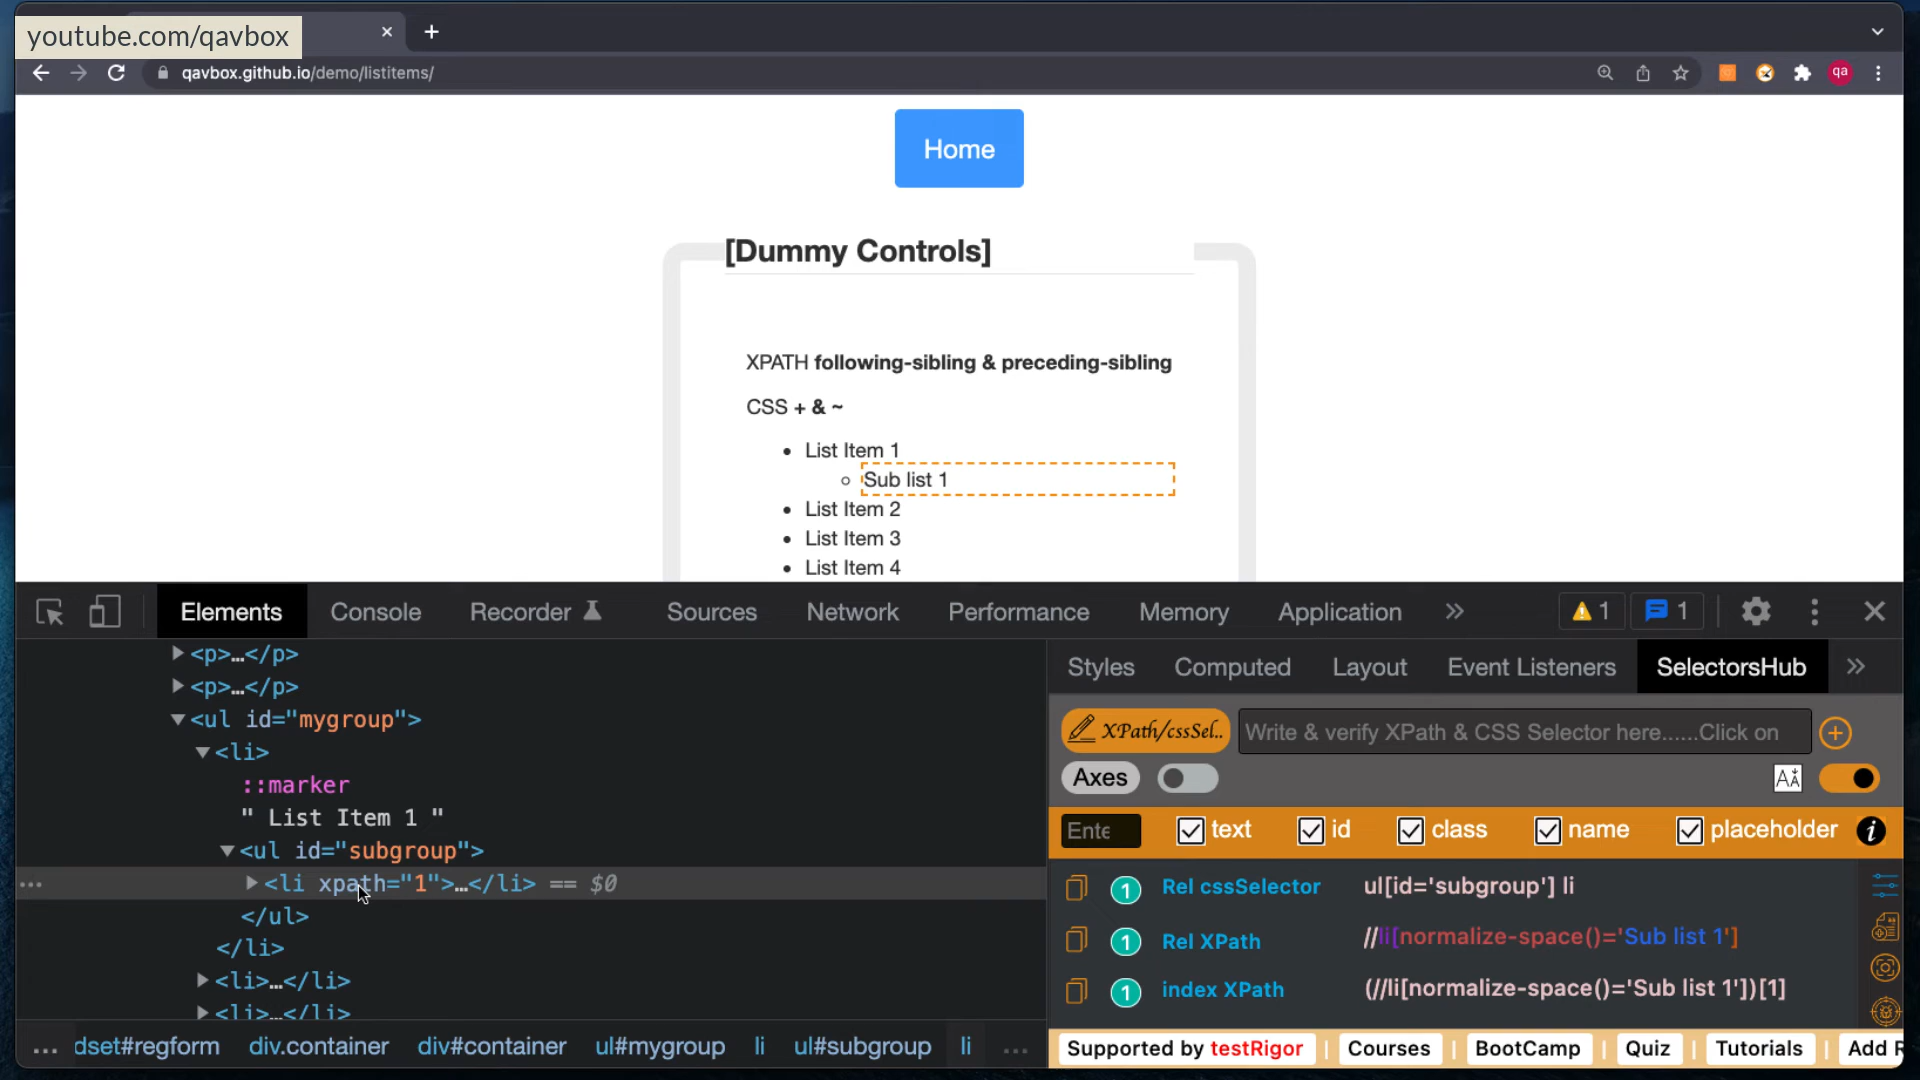 youtube.com/qavbox
qavbox.github.io/demo/listitems/
qa
Home
[Dummy Controls]
XPATH following-sibling & preceding-sibling
CSS + & ~
List Item 1
Sub list 1
List Item 2
List Item 3
List Item 4
Elements Console Recorder Sources Network Performance Memory Application » 1 1
<p>…</p>
<p>…</p>
<ul id="mygroup">
<li>
::marker
" List Item 1 "
<ul id="subgroup">
<li xpath="1">…</li> == $0
</ul>
</li>
<li>…</li>
<li>…</li>
... dset#regform div.container div#container ul#mygroup li ul#subgroup li ...
Styles Computed Layout Event Listeners SelectorsHub »
XPath/cssSel.. Write & verify XPath & CSS Selector here......Click on
Axes
Ente text id class name placeholder i
1 Rel cssSelector ul[id='subgroup'] li
1 Rel XPath //li[normalize-space()='Sub list 1']
1 index XPath (//li[normalize-space()='Sub list 1'])[1]
Supported by testRigor | Courses | BootCamp | Quiz | Tutorials | Add R